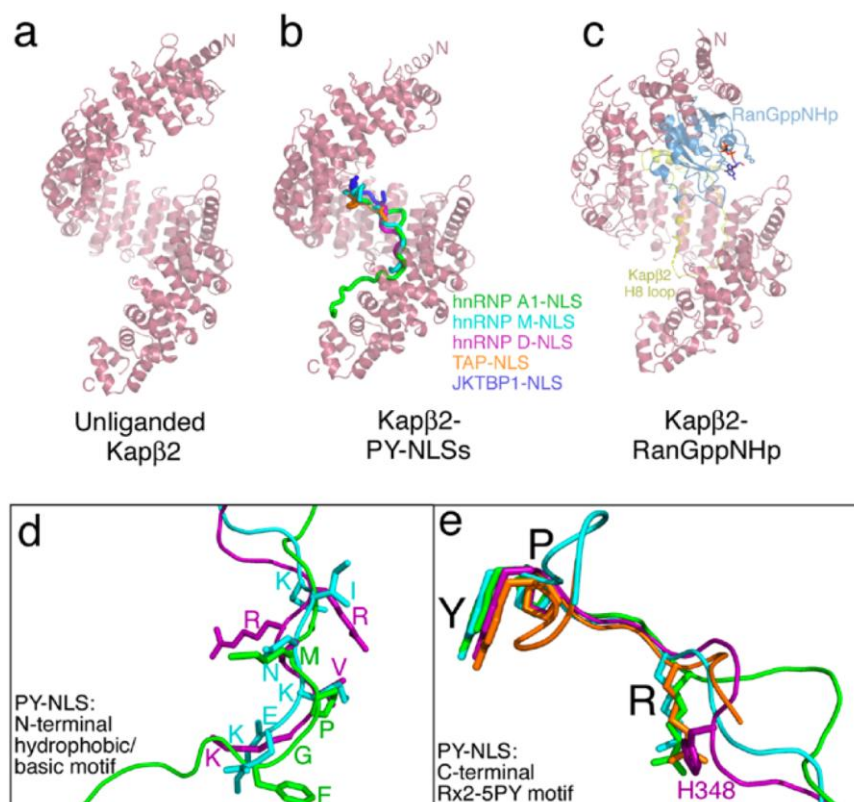 a
b
c
N
N
N
RanGppNHp
Kapβ2
H8 loop
hnRNP A1-NLS
hnRNP M-NLS
hnRNP D-NLS
TAP-NLS
JKTBP1-NLS
C
C
C
Unliganded
Kapβ2
Kapβ2-
PY-NLSs
Kapβ2-
RanGppNHp
d
K
I
R
R
N
M
K
V
E
P
K
K
G
F
PY-NLS:
N-terminal
hydrophobic/
basic motif
e
P
Y
R
H348
PY-NLS:
C-terminal
Rx2-5PY motif